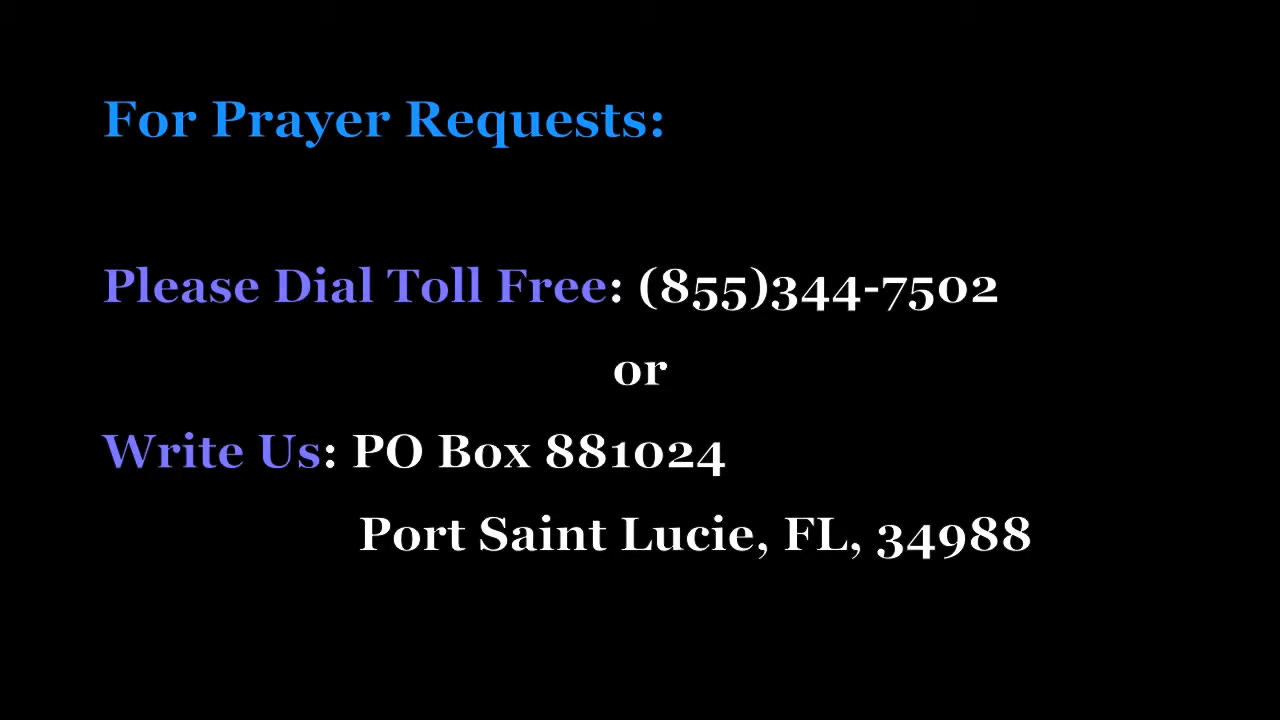 For Prayer Requests:
Please Dial Toll Free: (855)344-7502
or
Write Us: PO Box 881024
Port Saint Lucie, FL, 34988